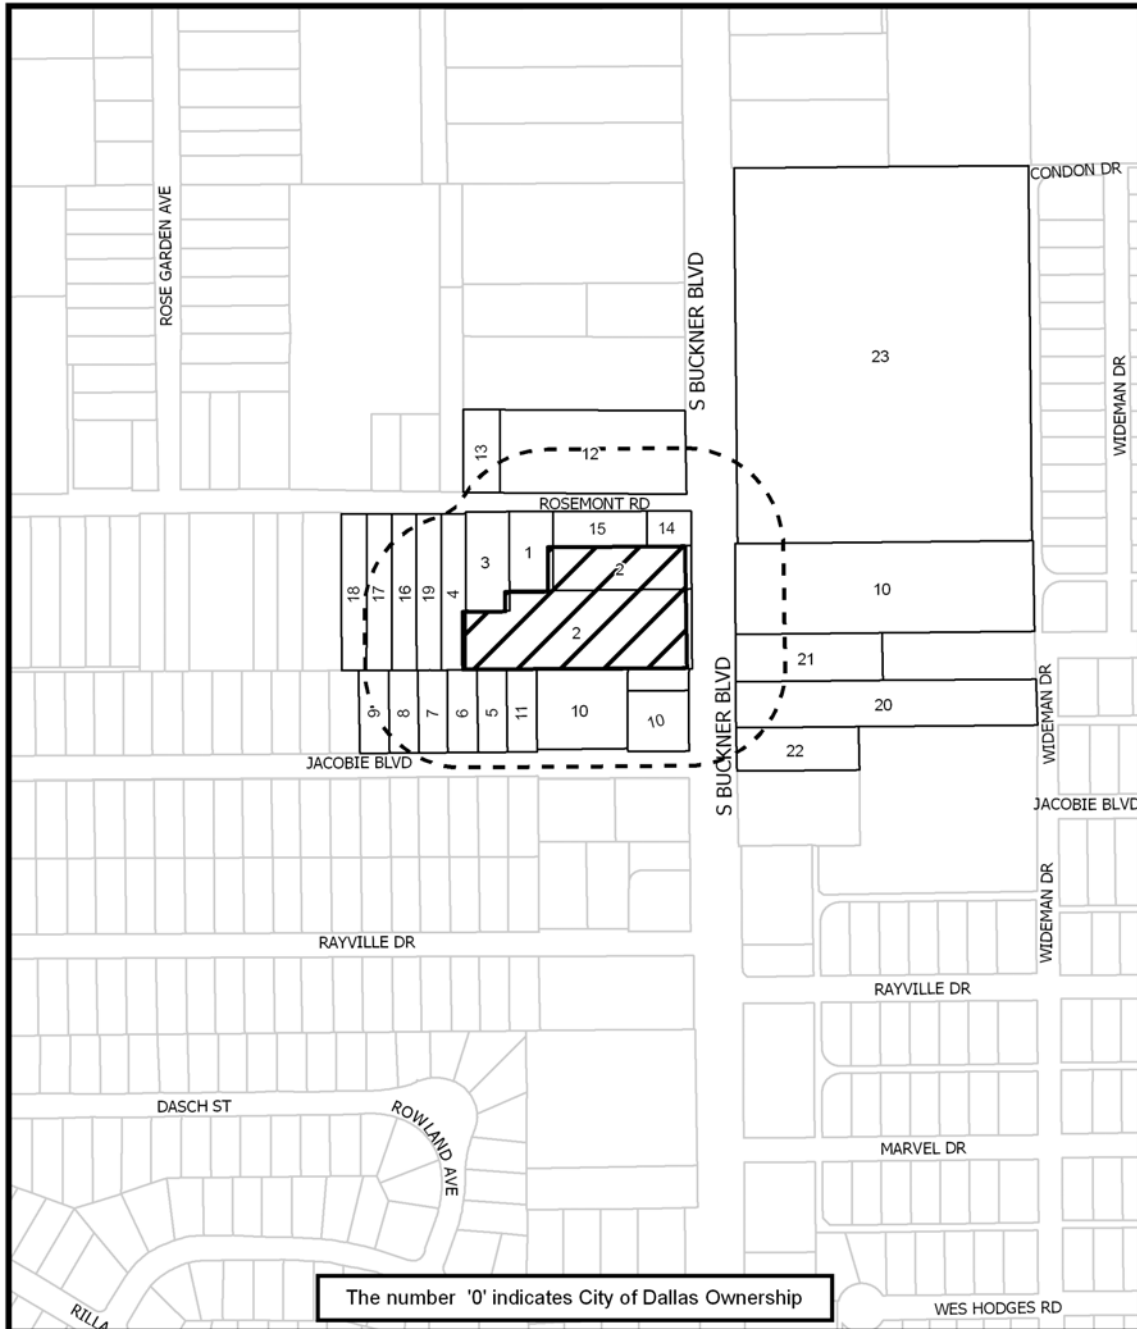 CONDON DR
ROSE GARDEN AVE
S BUCKNER BLVD
WIDEMAN DR
23
13
12
ROSEMONT RD
15
14
1
3
2
18
17
16
19
4
2
10
21
20
22
9
8
7
6
5
11
10
10
S BUCKNER BLVD
WIDEMAN DR
JACOBIE BLVD
JACOBIE BLVD
WIDEMAN DR
RAYVILLE DR
RAYVILLE DR
DASCH ST
ROWLAND AVE
MARVEL DR
RILLA
WES HODGES RD
The number '0' indicates City of Dallas Ownership